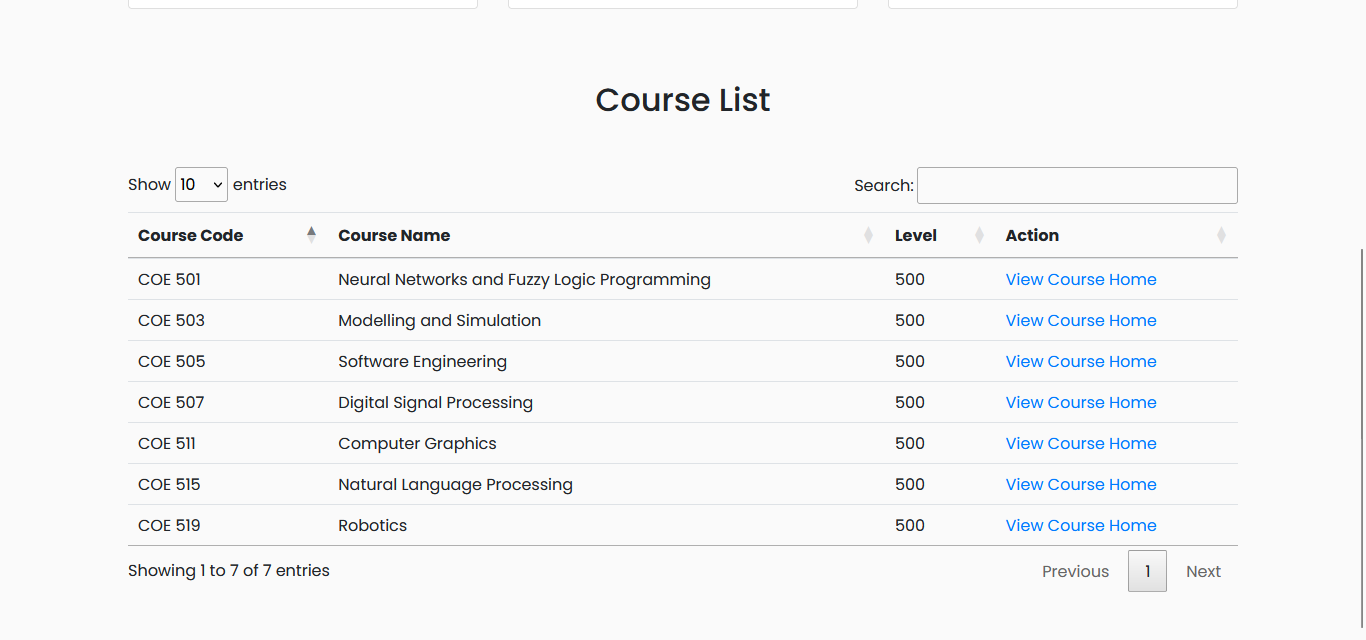 Course List
Show 10 entries Search:
Course Code Course Name Level Action
COE 501 Neural Networks and Fuzzy Logic Programming 500 View Course Home
COE 503 Modelling and Simulation 500 View Course Home
COE 505 Software Engineering 500 View Course Home
COE 507 Digital Signal Processing 500 View Course Home
COE 511 Computer Graphics 500 View Course Home
COE 515 Natural Language Processing 500 View Course Home
COE 519 Robotics 500 View Course Home
Showing 1 to 7 of 7 entries Previous 1 Next